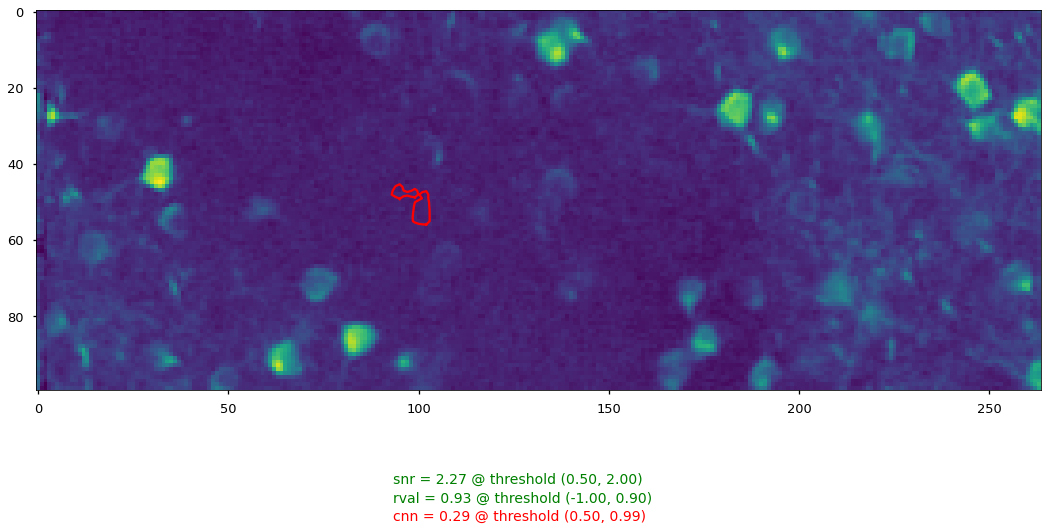 0
20
40
60
80
0 50 100 150 200 250
snr = 2.27 @ threshold (0.50, 2.00)
rval = 0.93 @ threshold (-1.00, 0.90)
cnn = 0.29 @ threshold (0.50, 0.99)